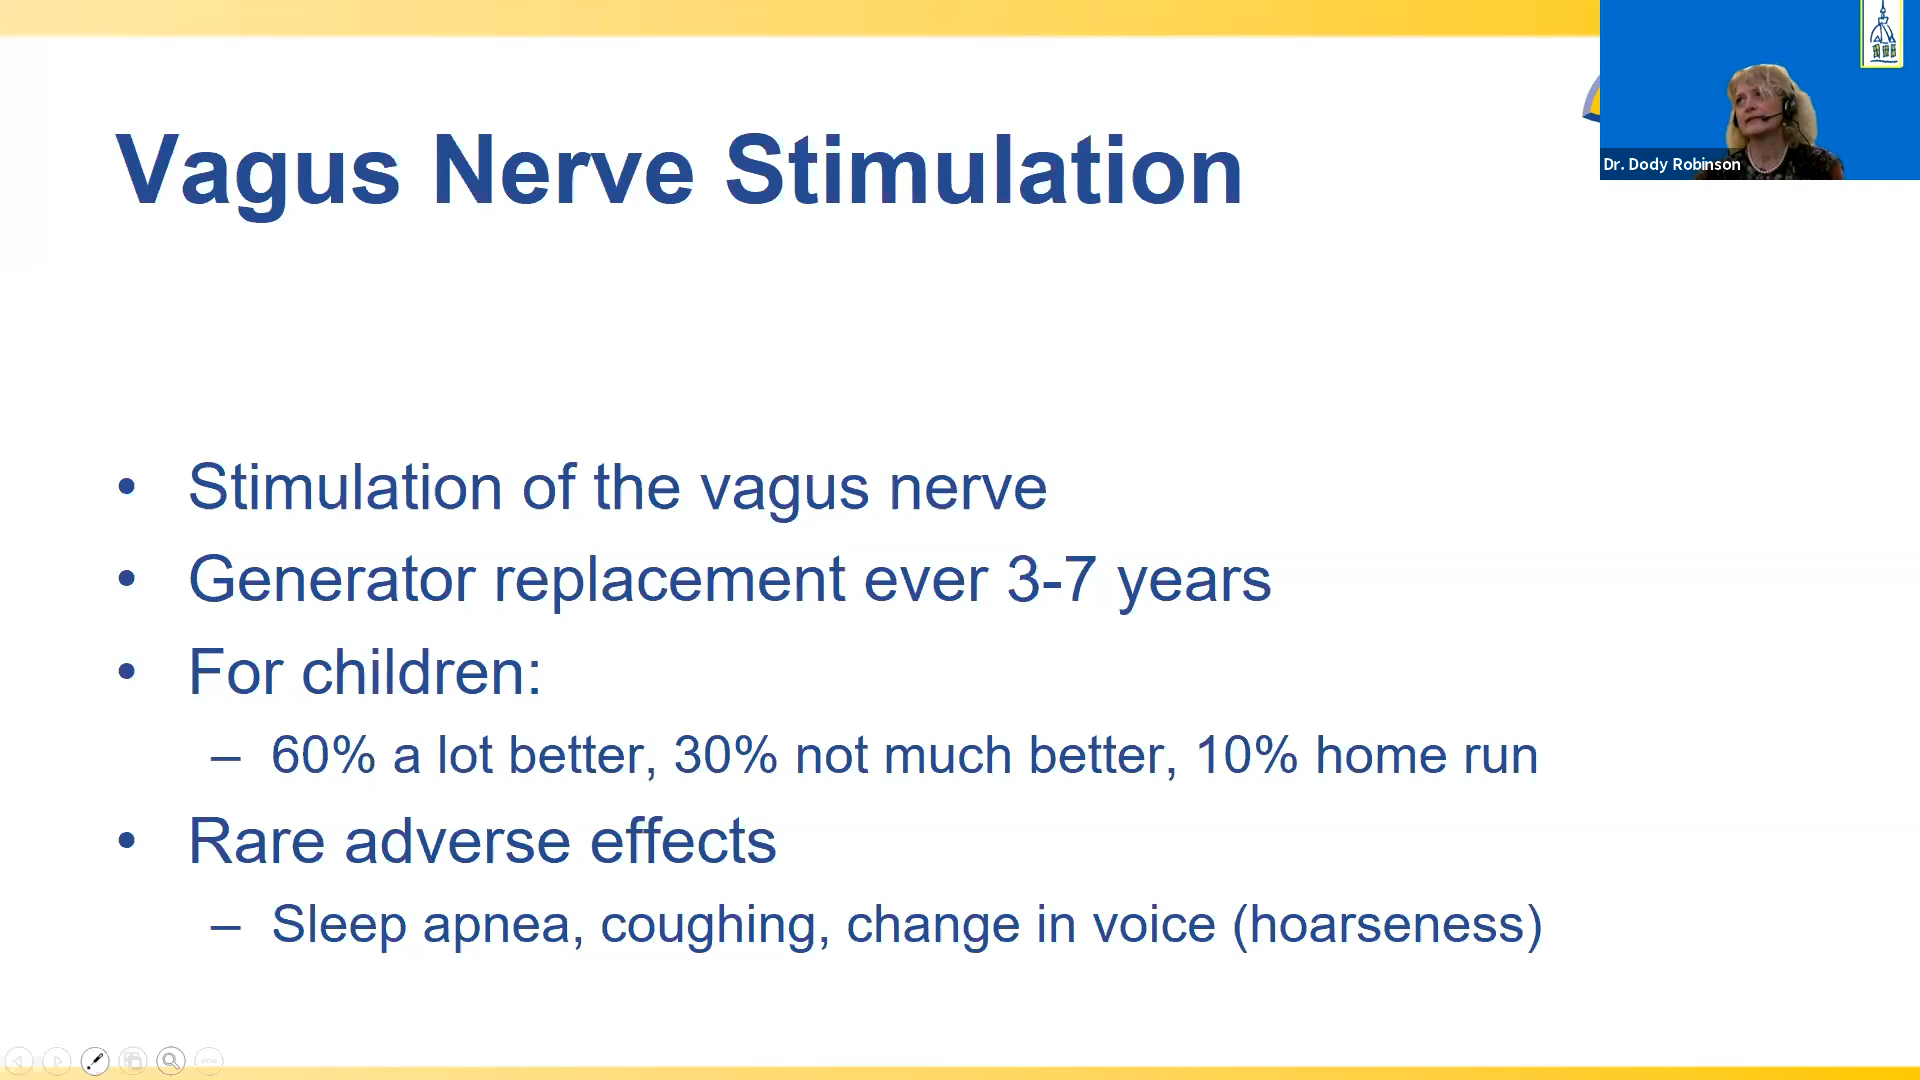 Vagus Nerve Stimulation
Dr. Dody Robinson
• Stimulation of the vagus nerve
• Generator replacement ever 3-7 years
• For children:
– 60% a lot better, 30% not much better, 10% home run
• Rare adverse effects
– Sleep apnea, coughing, change in voice (hoarseness)